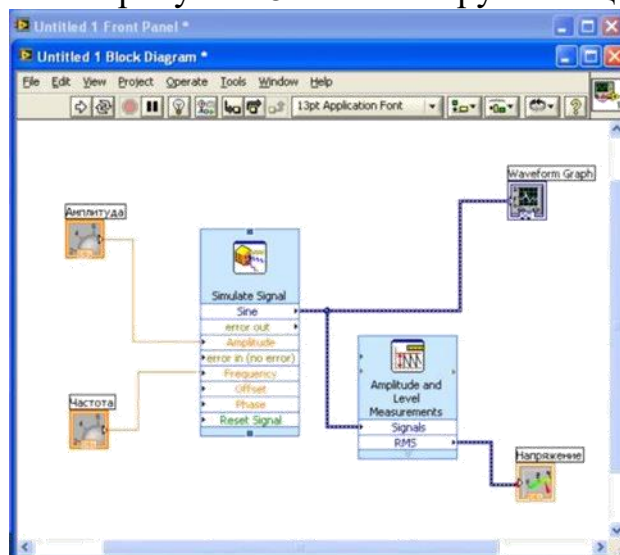 Untitled 1 Front Panel *
Untitled 1 Block Diagram *
File Edit View Project Operate Tools Window Help
13pt Application Font
Waveform Graph
Амплитуда
Simulate Signal
Sine
error out
Amplitude
error in (no error)
Frequency
Offset
Phase
Reset Signal
Частота
Amplitude and
Level
Measurements
Signals
RMS
Напряжение